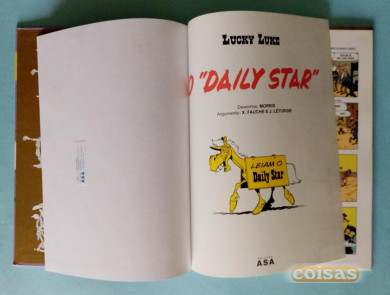 LUCKY LUKE
O "DAILY STAR"
Desenhos: MORRIS
Argumento: X. FAUCHE E J. LÉTURGIE
LEIAM O
Daily Star
ASA
coisas